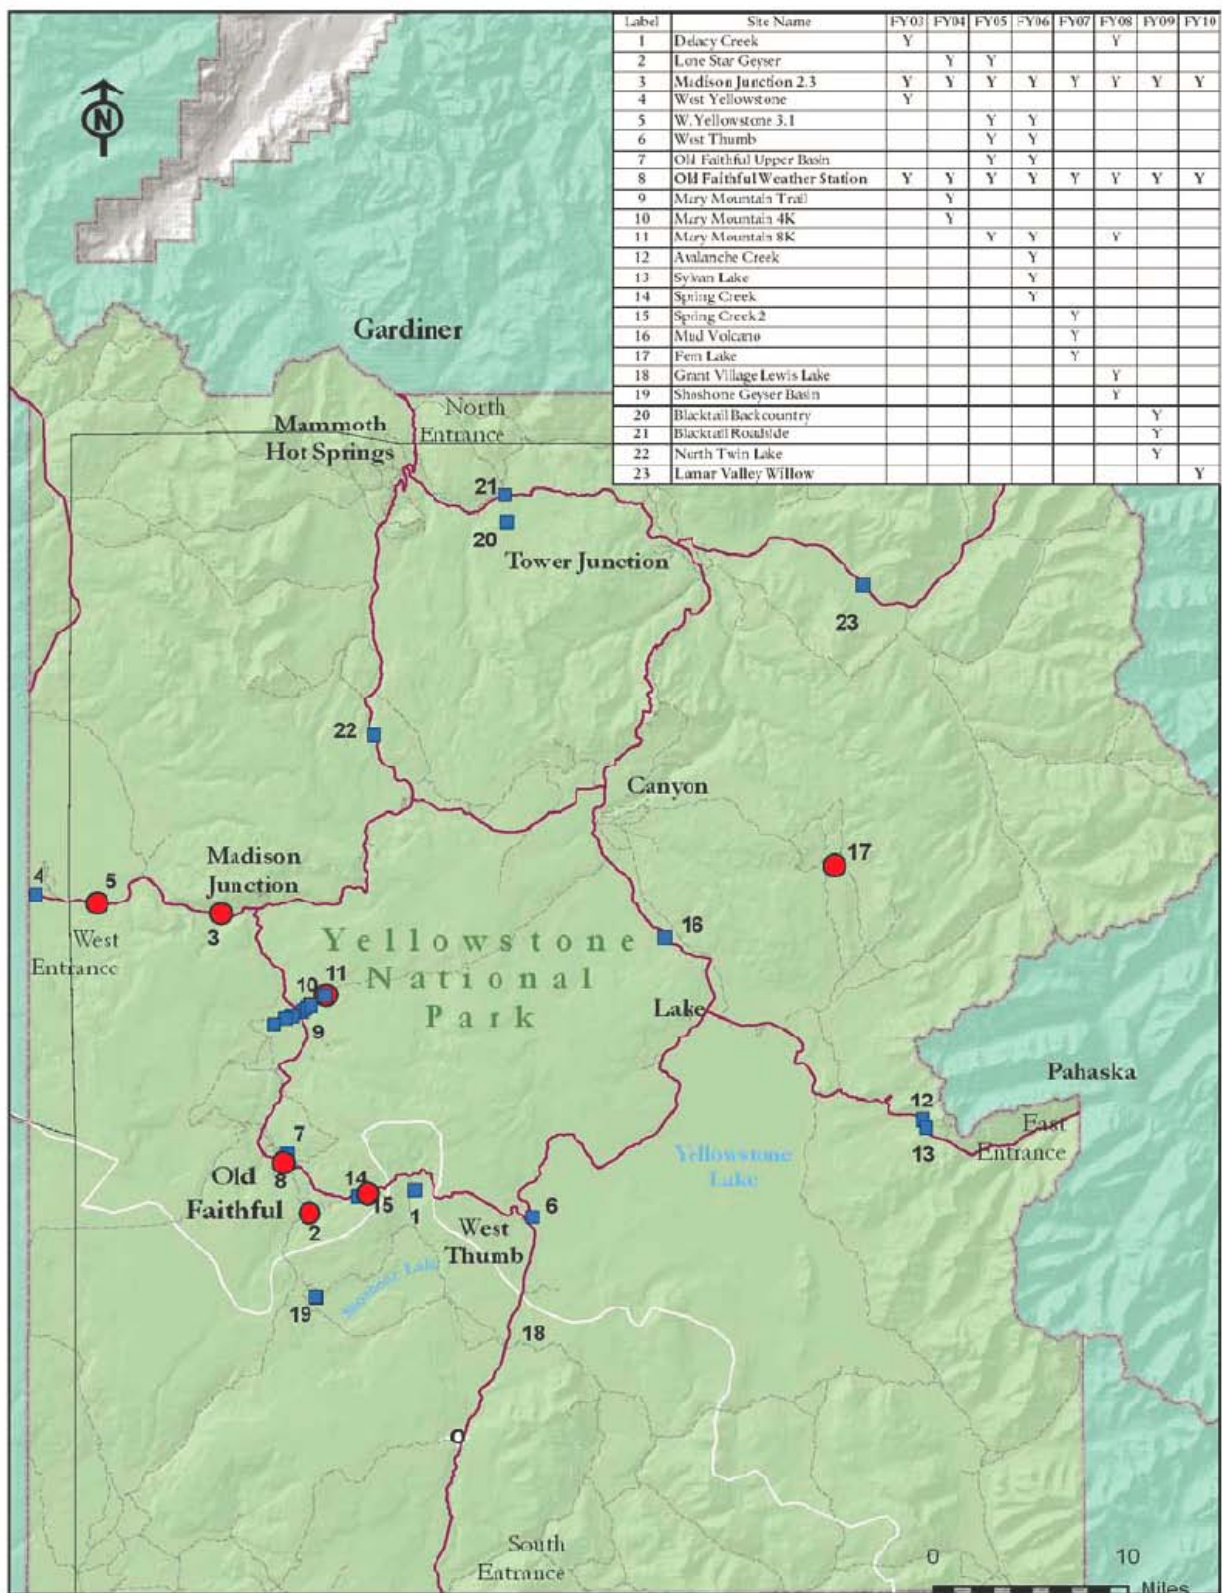 Label Site Name FY03 FY04 FY05 FY06 FY07 FY08 FY09 FY10
1 Delacy Creek Y Y
2 Lone Star Geyser Y Y
3 Madison Junction 2.3 Y Y Y Y Y Y Y Y
4 West Yellowstone Y
5 W. Yellowstone 3.1 Y Y
6 West Thumb Y Y
7 Old Faithful Upper Basin Y Y
8 Old Faithful Weather Station Y Y Y Y Y Y Y Y
9 Mary Mountain Trail Y
10 Mary Mountain 4K Y
11 Mary Mountain 8K Y Y Y
12 Avalanche Creek Y
13 Sylvan Lake Y
14 Spring Creek Y
15 Spring Creek 2 Y
16 Mud Volcano Y
17 Fern Lake Y
18 Grant Village Lewis Lake Y
19 Shoshone Geyser Basin Y
20 Blacktail Backcountry Y
21 Blacktail Roadside Y
22 North Twin Lake Y
23 Lamar Valley Willow Y
N
Gardiner
North
Entrance
Mammoth
Hot Springs
21
20
Tower Junction
23
22
Canyon
17
Madison
Junction
4
5
3
West
Entrance
16
Yellowstone
National
Park
10
11
9
Lake
Pahaska
12
East
Entrance
13
7
8
Old
Faithful
14
15
2
1
West
Thumb
6
Yellowstone
Lake
Shoshone Lake
19
18
South
Entrance
0 10
Miles